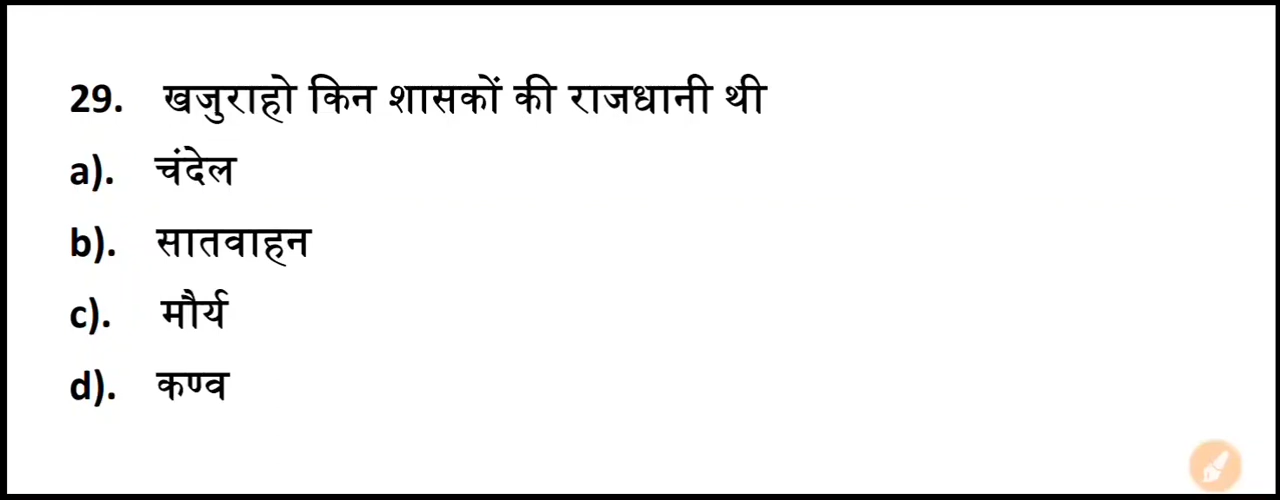 29. खजुराहो किन शासकों की राजधानी थी
a). चंदेल
b). सातवाहन
c). मौर्य
d). कण्व